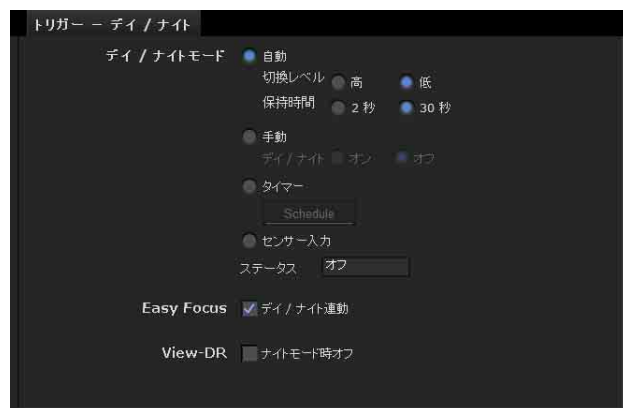 トリガー － デイ / ナイト
デイ / ナイトモード 自動
切換レベル 高 低
保持時間 2 秒 30 秒
手動
デイ / ナイト オン オフ
タイマー
Schedule
センサー入力
ステータス オフ
Easy Focus デイ / ナイト連動
View-DR ナイトモード時オフ